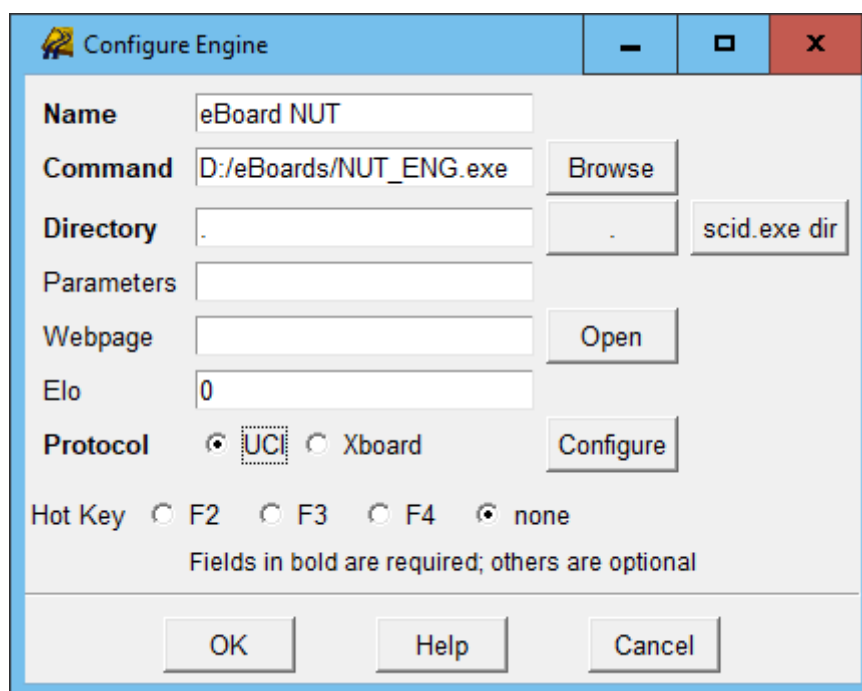 Configure Engine
Name eBoard NUT
Command D:/eBoards/NUT_ENG.exe Browse
Directory . . scid.exe dir
Parameters
Webpage Open
Elo 0
Protocol UCI Xboard Configure
Hot Key F2 F3 F4 none
Fields in bold are required; others are optional
OK Help Cancel